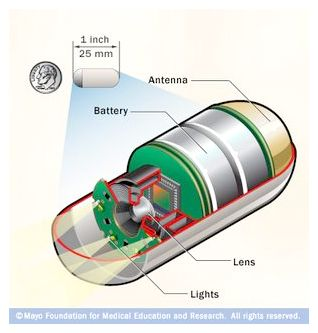 1 inch
25 mm
Antenna
Battery
Lens
Lights
©Mayo Foundation for Medical Education and Research. All rights reserved.